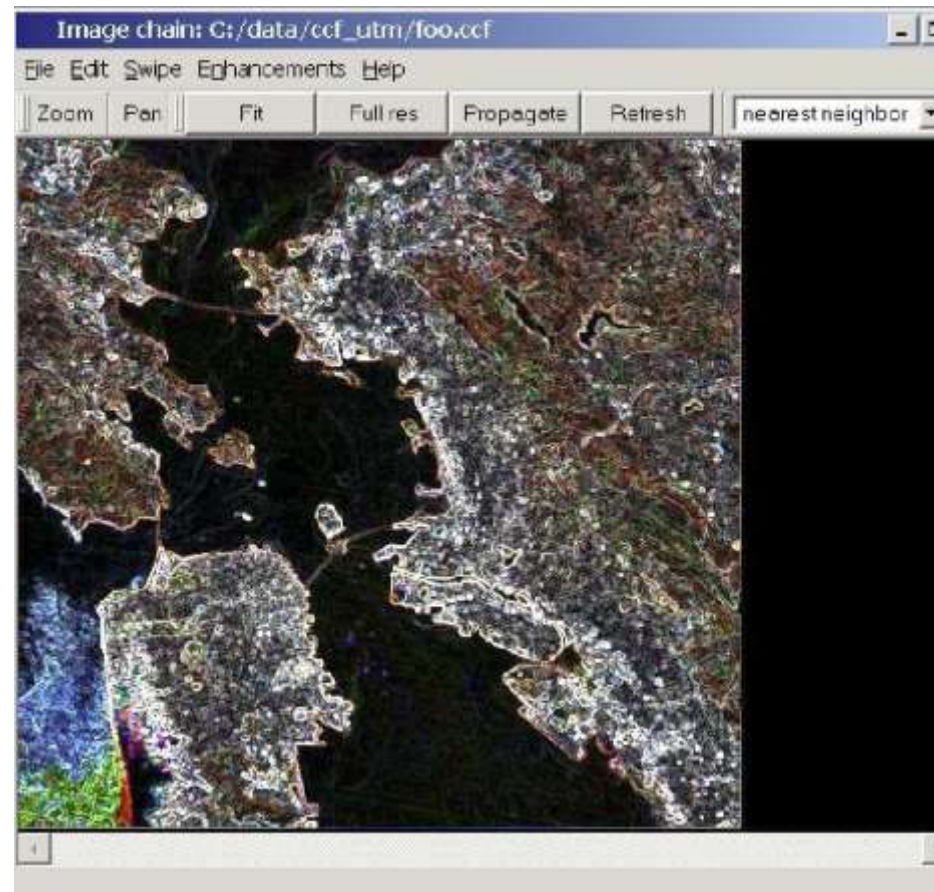 Image chain: G:/data/ccf_utm/foo.ccf
File Edit Swipe Enhancements Help
Zoom Pan Fit Full res Propagate Refresh nearest neighbor